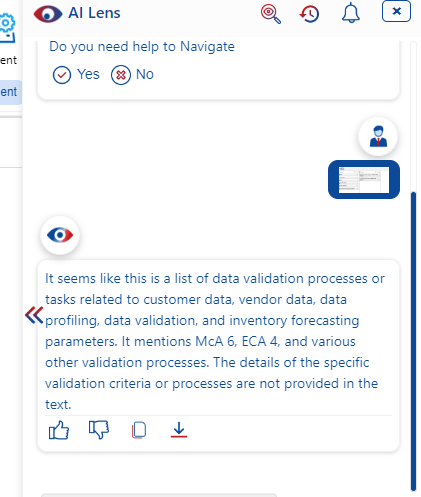 AI Lens
ent
ent
Do you need help to Navigate
Yes No
It seems like this is a list of data validation processes or
tasks related to customer data, vendor data, data
profiling, data validation, and inventory forecasting
parameters. It mentions McA 6, ECA 4, and various
other validation processes. The details of the specific
validation criteria or processes are not provided in the
text.